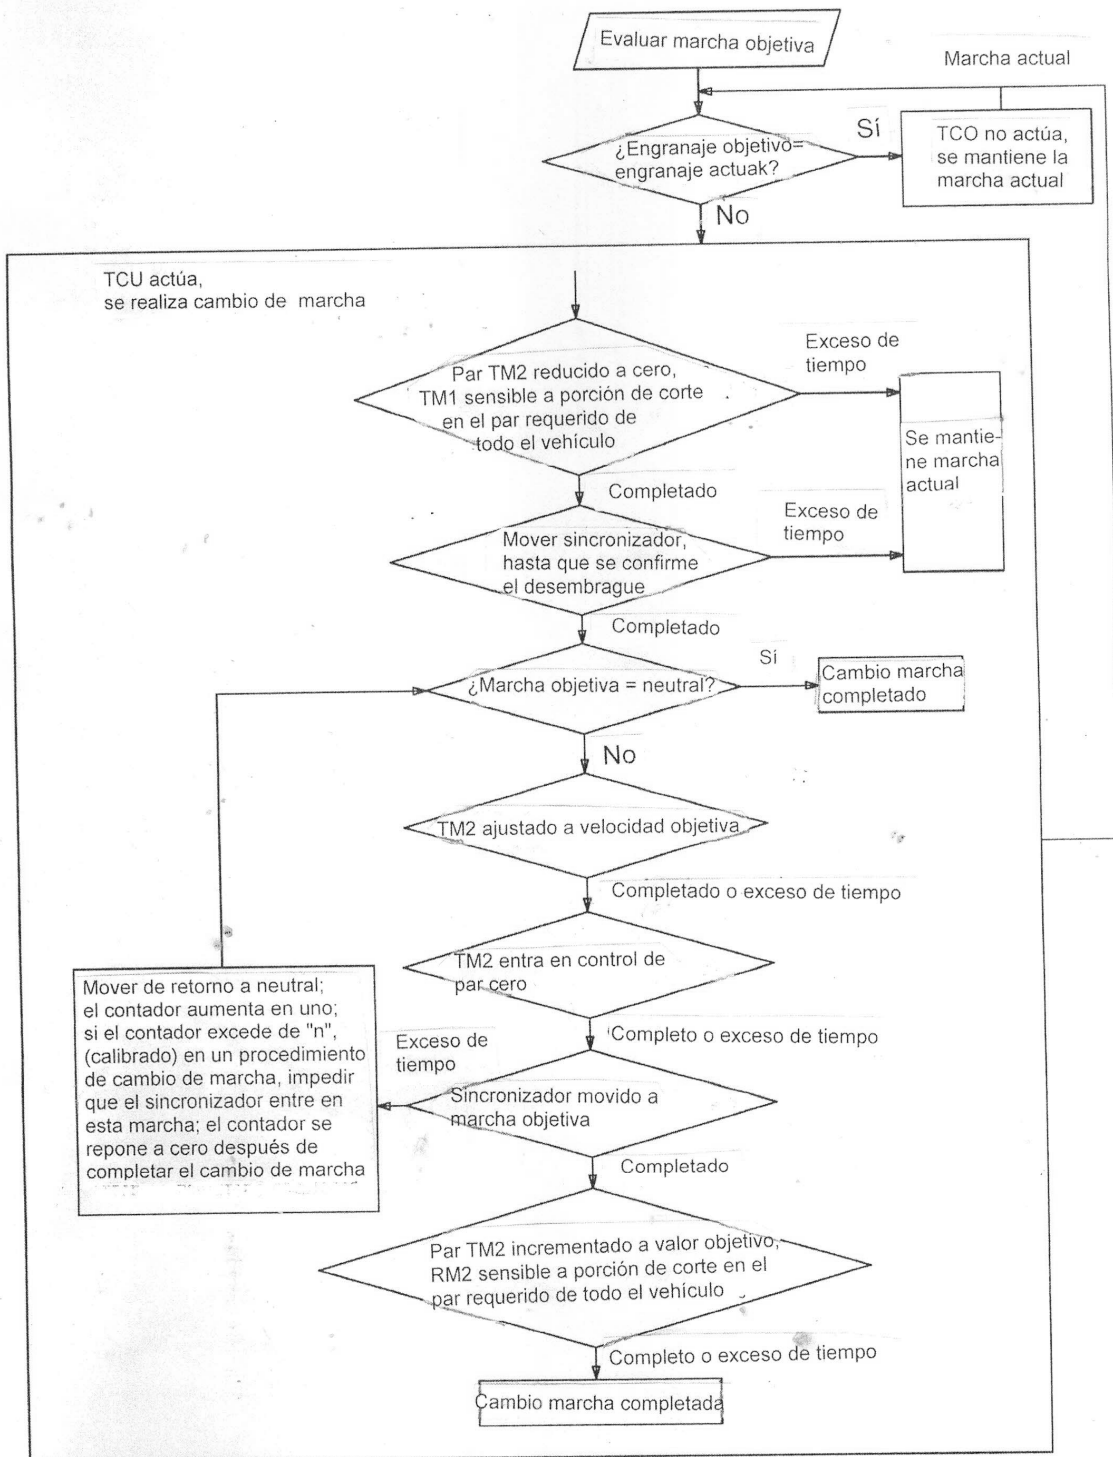 Evaluar marcha objetiva
Marcha actual
¿Engranaje objetivo=
engranaje actuak?
Sí
TCO no actúa,
se mantiene la
marcha actual
No
TCU actúa,
se realiza cambio de marcha
Par TM2 reducido a cero,
TM1 sensible a porción de corte
en el par requerido de
todo el vehículo
Exceso de
tiempo
Se mantie-
ne marcha
actual
Completado
Mover sincronizador,
hasta que se confirme
el desembrague
Exceso de
tiempo
Completado
¿Marcha objetiva = neutral?
Sí
Cambio marcha
completado
No
TM2 ajustado a velocidad objetiva
Completado o exceso de tiempo
TM2 entra en control de
par cero
Completo o exceso de tiempo
Mover de retorno a neutral;
el contador aumenta en uno;
si el contador excede de "n",
(calibrado) en un procedimiento
de cambio de marcha, impedir
que el sincronizador entre en
esta marcha; el contador se
repone a cero después de
completar el cambio de marcha
Exceso de
tiempo
Sincronizador movido a
marcha objetiva
Completado
Par TM2 incrementado a valor objetivo,
RM2 sensible a porción de corte en el
par requerido de todo el vehículo
Completo o exceso de tiempo
Cambio marcha completada